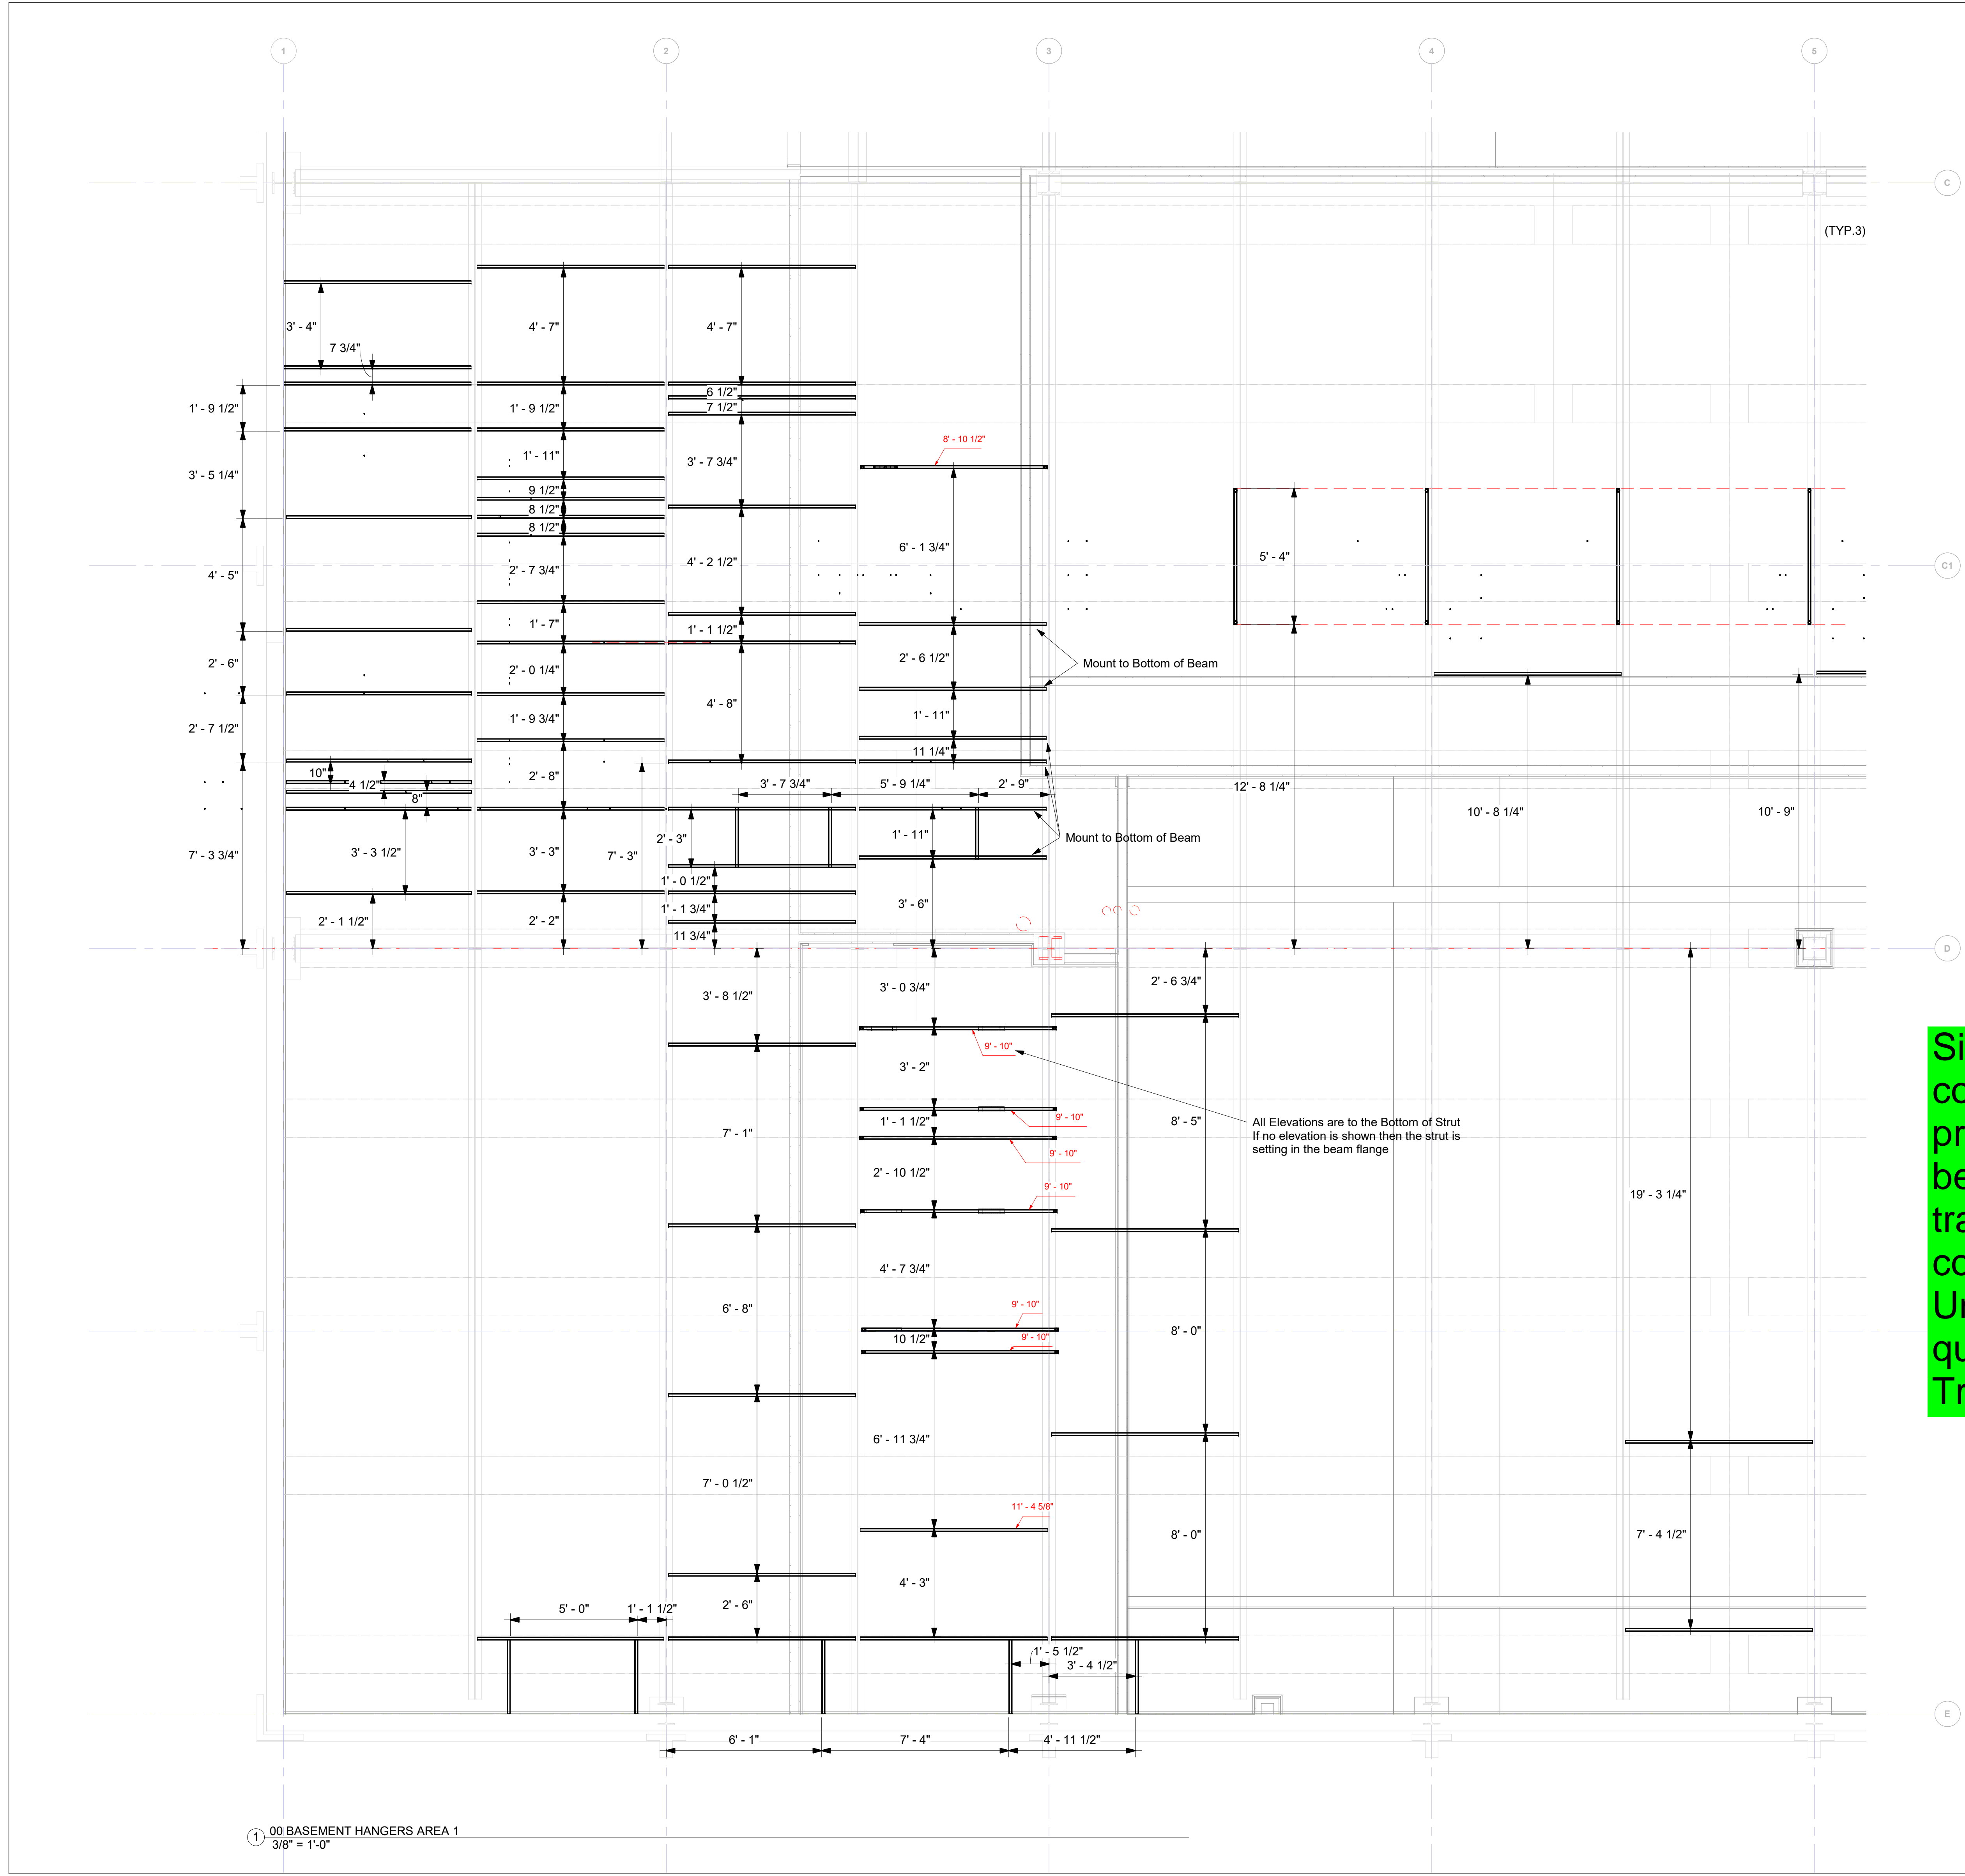 1
2
3
4
5
C
(TYP.3)
3' - 4"
4' - 7"
4' - 7"
7 3/4"
6 1/2"
7 1/2"
1' - 9 1/2"
1' - 9 1/2"
8' - 10 1/2"
1' - 11"
3' - 7 3/4"
3' - 5 1/4"
9 1/2"
8 1/2"
8 1/2"
6' - 1 3/4"
5' - 4"
4' - 2 1/2"
C1
2' - 7 3/4"
4' - 5"
1' - 7"
1' - 1 1/2"
2' - 6"
2' - 0 1/4"
2' - 6 1/2"
Mount to Bottom of Beam
4' - 8"
1' - 11"
1' - 9 3/4"
2' - 7 1/2"
11 1/4"
10"
4 1/2"
8"
2' - 8"
3' - 7 3/4"
5' - 9 1/4"
2' - 9"
12' - 8 1/4"
10' - 8 1/4"
10' - 9"
2' - 3"
1' - 11"
Mount to Bottom of Beam
7' - 3 3/4"
3' - 3 1/2"
3' - 3"
7' - 3"
1' - 0 1/2"
3' - 6"
1' - 1 3/4"
2' - 1 1/2"
2' - 2"
11 3/4"
D
3' - 8 1/2"
3' - 0 3/4"
2' - 6 3/4"
9' - 10"
3' - 2"
9' - 10"
1' - 1 1/2"
8' - 5"
All Elevations are to the Bottom of Strut
If no elevation is shown then the strut is
setting in the beam flange
7' - 1"
9' - 10"
2' - 10 1/2"
9' - 10"
19' - 3 1/4"
4' - 7 3/4"
6' - 8"
9' - 10"
10 1/2"
9' - 10"
8' - 0"
6' - 11 3/4"
7' - 0 1/2"
11' - 4 5/8"
8' - 0"
7' - 4 1/2"
4' - 3"
2' - 6"
5' - 0"
1' - 1 1/2"
1' - 5 1/2"
3' - 4 1/2"
E
6' - 1"
7' - 4"
4' - 11 1/2"
1
00 BASEMENT HANGERS AREA 1
3/8" = 1'-0"